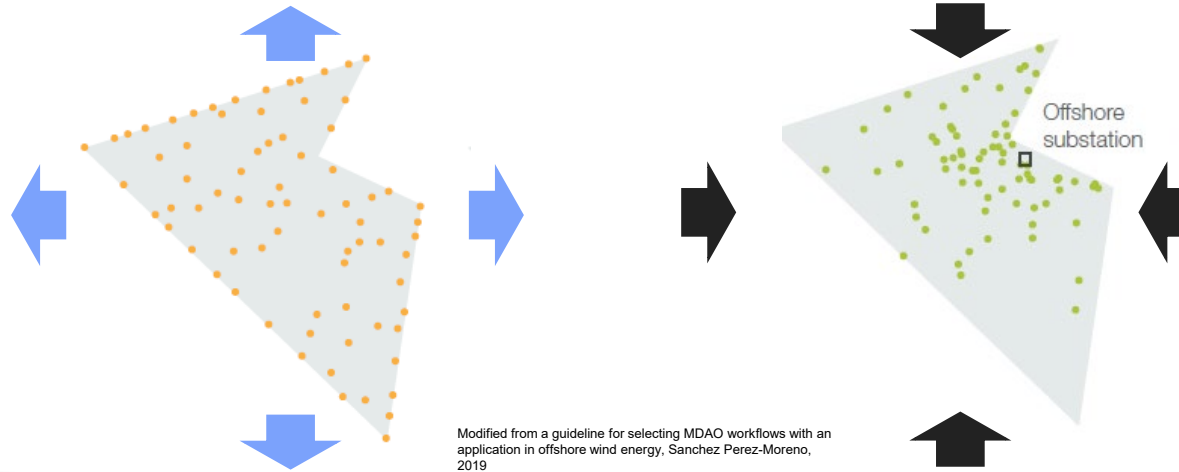 Offshore
substation
Modified from a guideline for selecting MDAO workflows with an
application in offshore wind energy, Sanchez Perez-Moreno,
2019